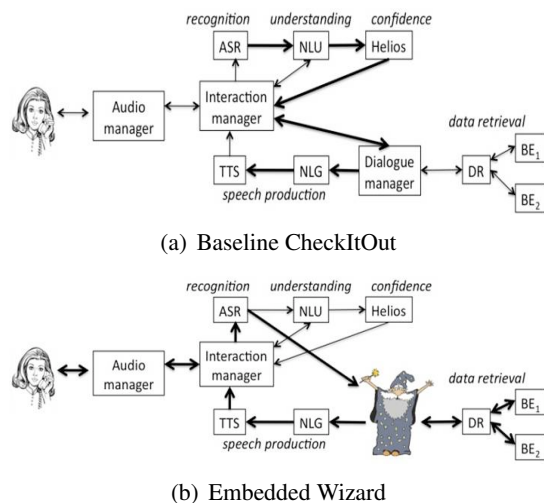 recognition understanding confidence
ASR NLU Helios
Audio manager
Interaction manager
data retrieval
BE1
TTS NLG Dialogue manager DR
speech production
BE2
(a) Baseline CheckItOut
recognition understanding confidence
ASR NLU Helios
Audio manager
Interaction manager
data retrieval
BE1
TTS NLG DR
speech production
BE2
(b) Embedded Wizard